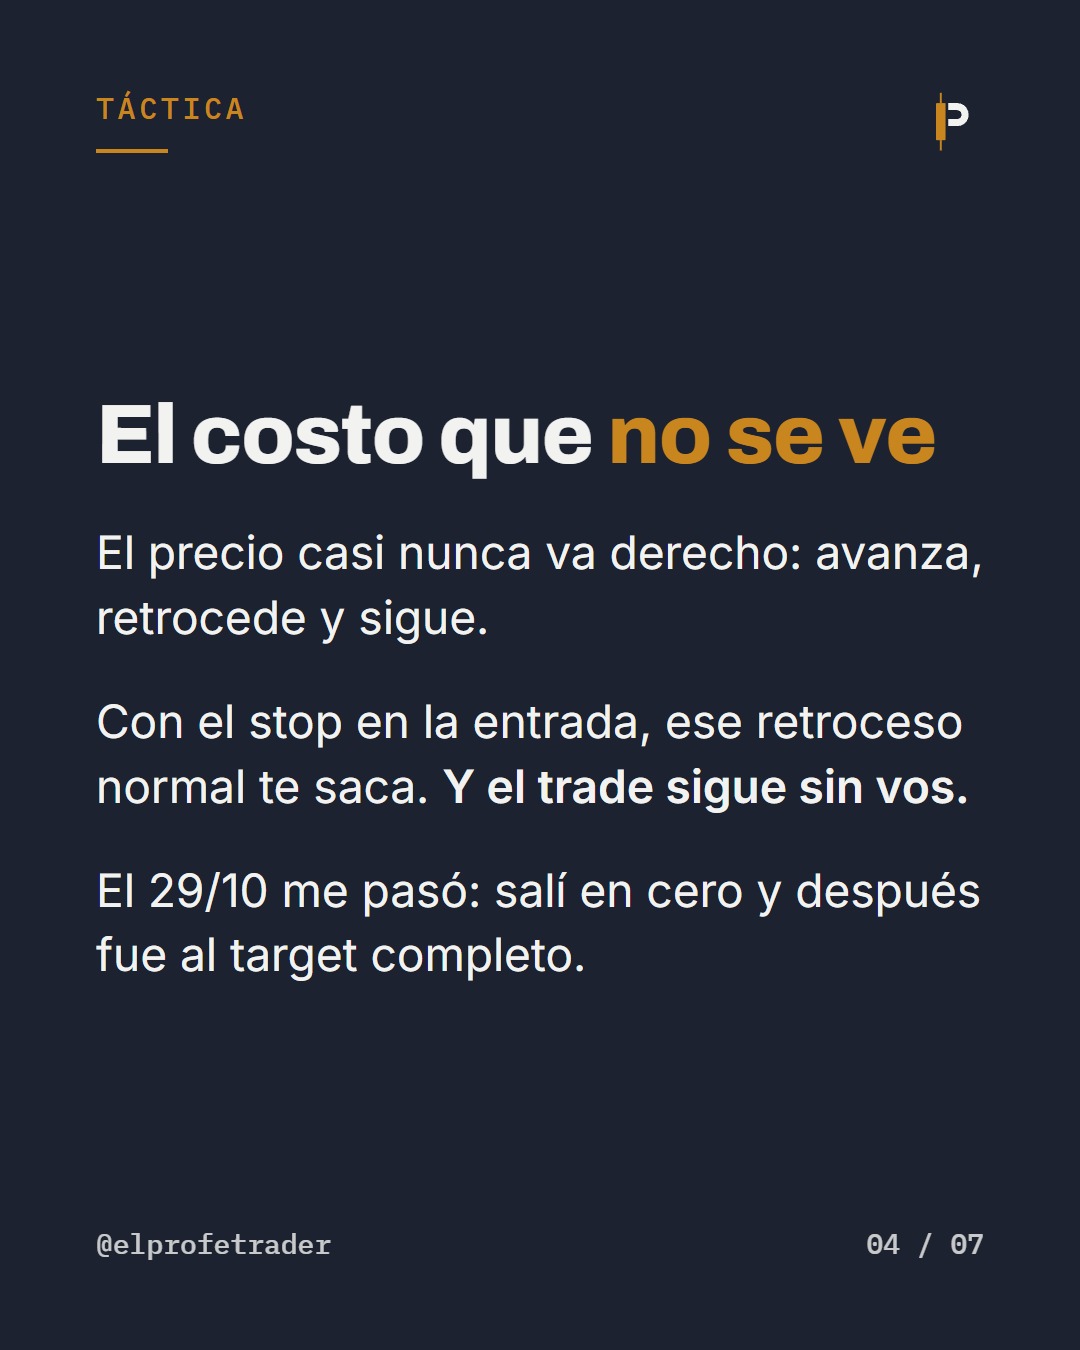 TÁCTICA
P
El costo que no se ve
El precio casi nunca va derecho: avanza,
retrocede y sigue.
Con el stop en la entrada, ese retroceso
normal te saca. Y el trade sigue sin vos.
El 29/10 me pasó: salí en cero y después
fue al target completo.
@elprofetrader
04 / 07